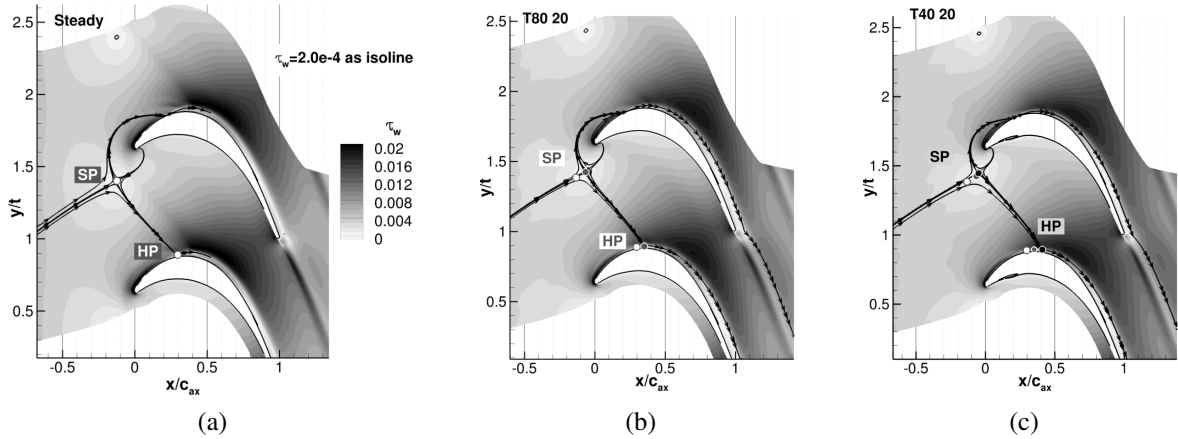 Steady
τw=2.0e-4 as isoline
τw
0.02
0.016
0.012
0.008
0.004
0
SP
HP
y/t
2.5
2
1.5
1
0.5
-0.5
0
0.5
1
x/cax
(a)
T80 20
SP
HP
y/t
2.5
2
1.5
1
0.5
-0.5
0
0.5
1
x/cax
(b)
T40 20
SP
HP
y/t
2.5
2
1.5
1
0.5
-0.5
0
0.5
1
x/cax
(c)